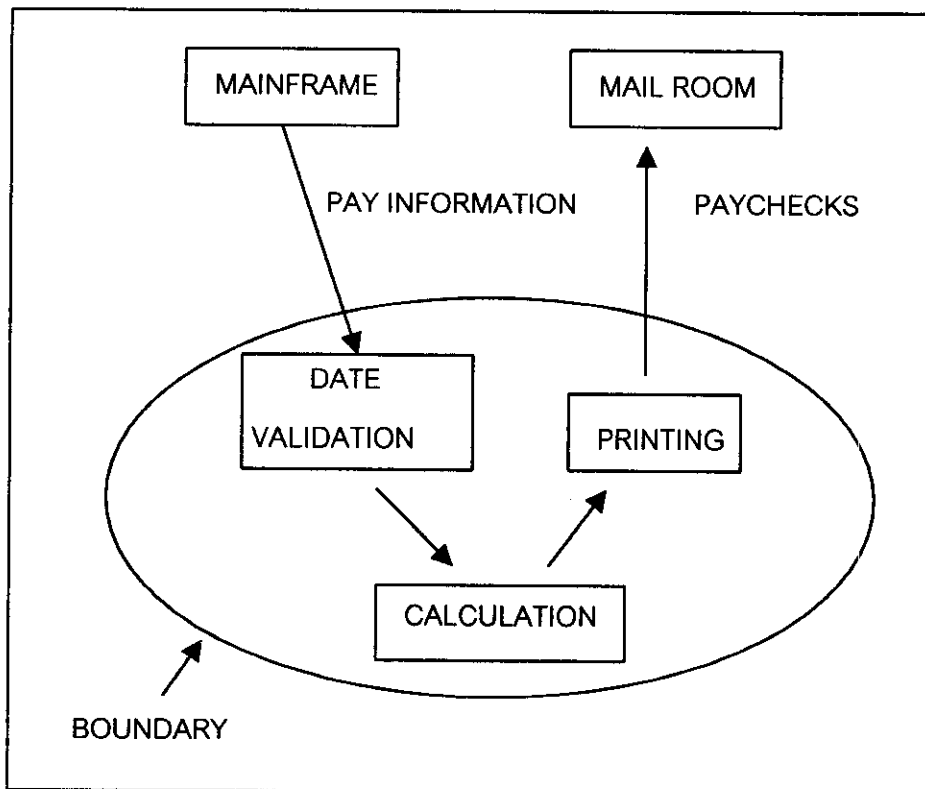 MAINFRAME
MAIL ROOM
PAY INFORMATION
PAYCHECKS
DATE
VALIDATION
PRINTING
CALCULATION
BOUNDARY